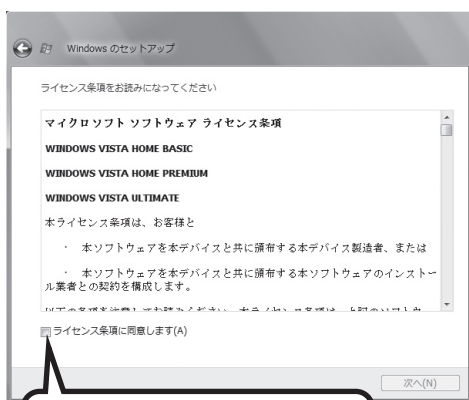 Windows のセットアップ
ライセンス条項をお読みになってください
マイクロソフト ソフトウェア ライセンス条項
WINDOWS VISTA HOME BASIC
WINDOWS VISTA HOME PREMIUM
WINDOWS VISTA ULTIMATE
本ライセンス条項は、お客様と
・ 本ソフトウェアを本デバイスと共に頒布する本デバイス製造者、または
・ 本ソフトウェアを本デバイスと共に頒布する本ソフトウェアのインストー
ル業者との契約を構成します。
ライセンス条項に同意します(A)
次へ(N)